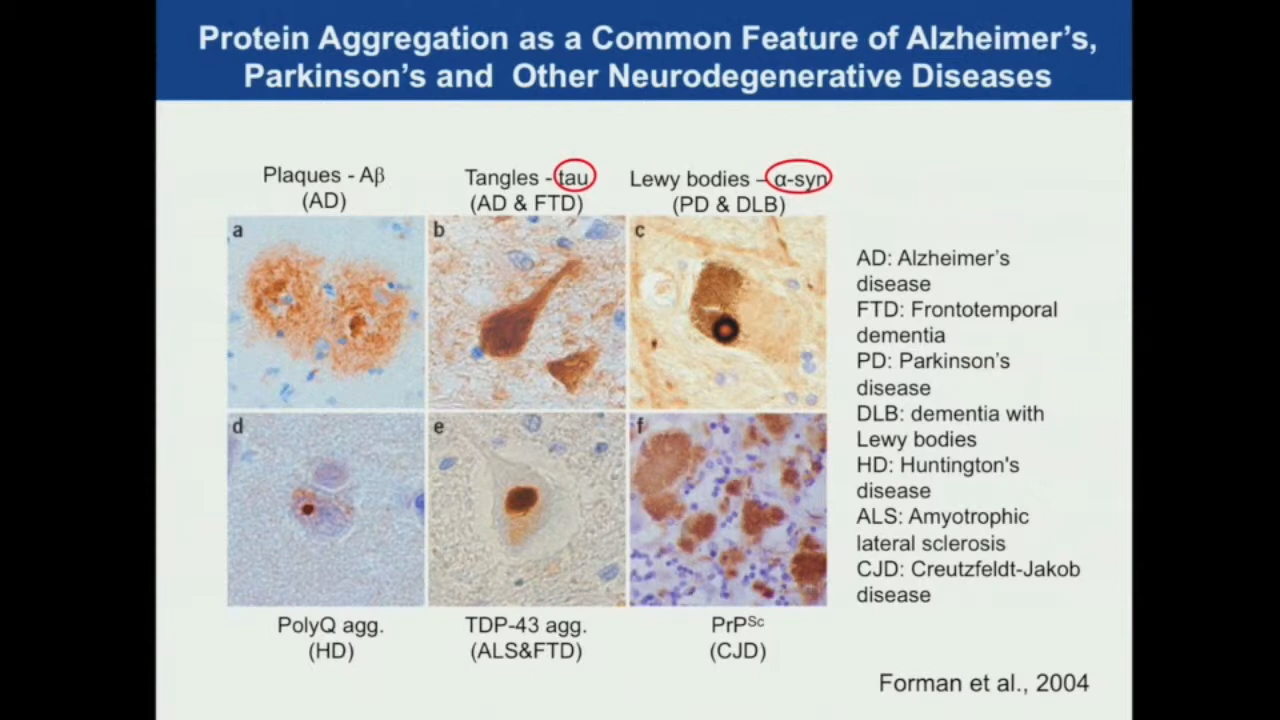 Protein Aggregation as a Common Feature of Alzheimer's,
Parkinson's and Other Neurodegenerative Diseases
Plaques - Aβ
(AD)
Tangles - tau
(AD & FTD)
Lewy bodies – α-syn
(PD & DLB)
a
b
c
d
e
f
PolyQ agg.
(HD)
TDP-43 agg.
(ALS&FTD)
PrPSc
(CJD)
AD: Alzheimer's
disease
FTD: Frontotemporal
dementia
PD: Parkinson's
disease
DLB: dementia with
Lewy bodies
HD: Huntington's
disease
ALS: Amyotrophic
lateral sclerosis
CJD: Creutzfeldt-Jakob
disease
Forman et al., 2004